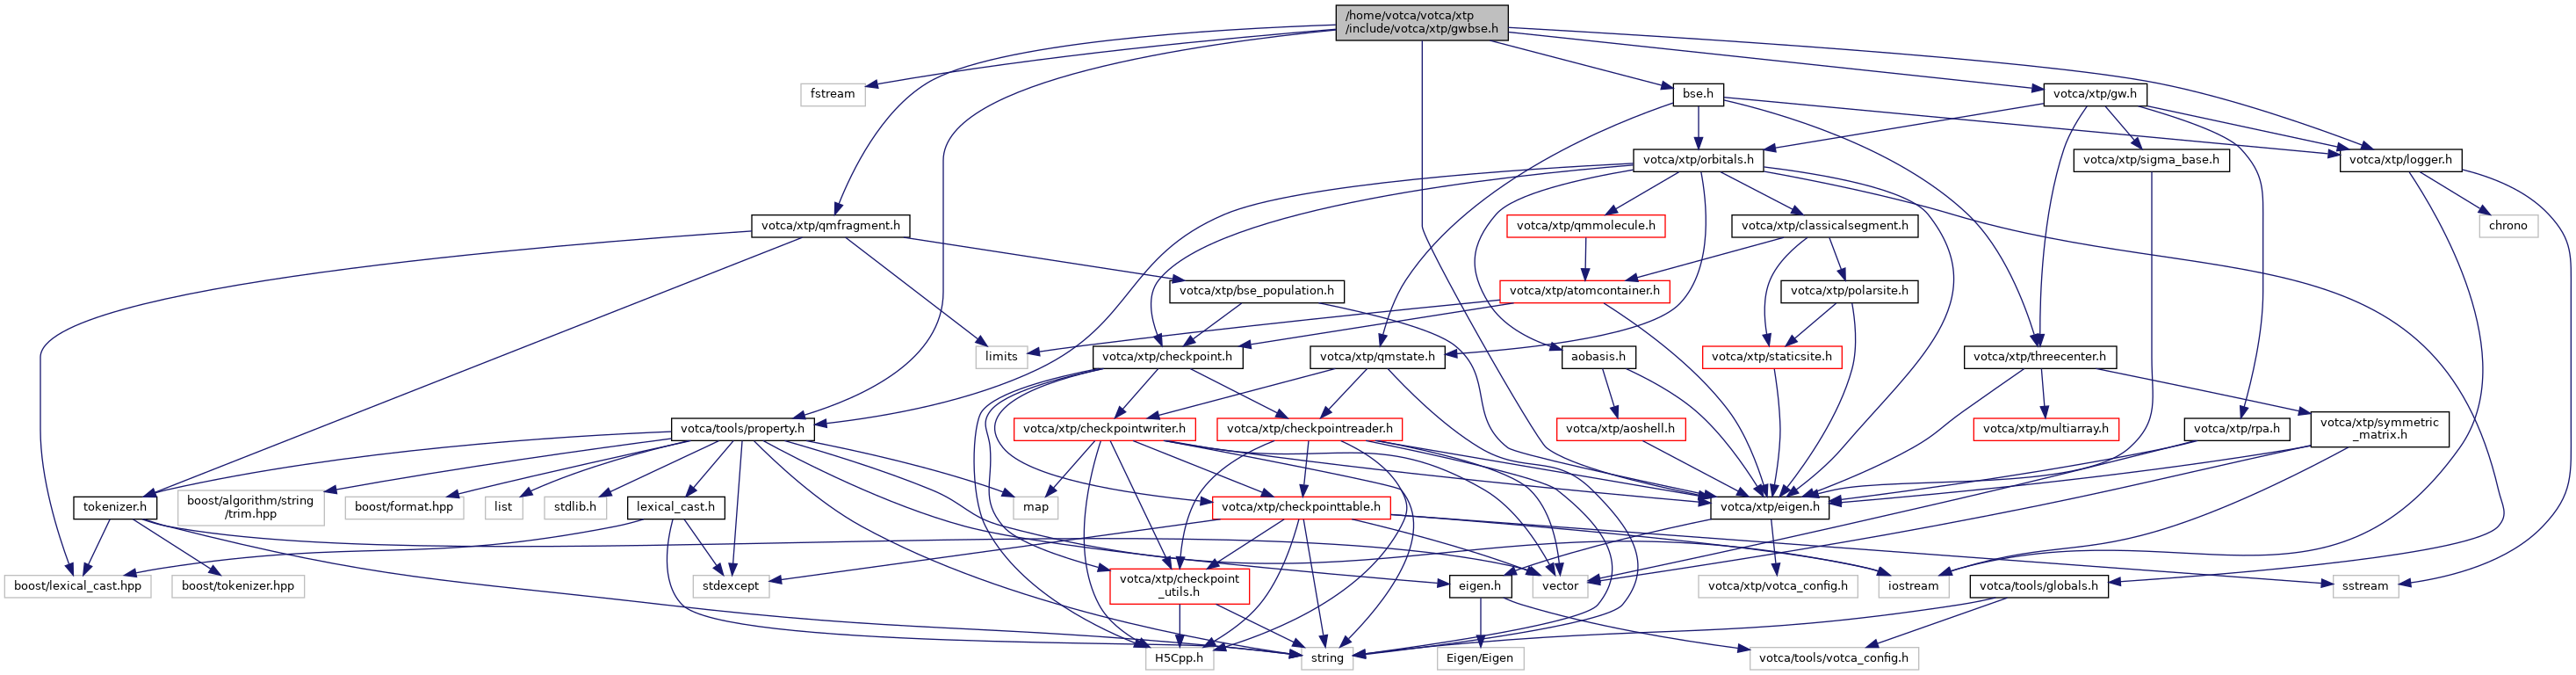 /home/votca/votca/xtp
/include/votca/xtp/gwbse.h
fstream
bse.h
votca/xtp/gw.h
votca/xtp/orbitals.h
votca/xtp/sigma_base.h
votca/xtp/logger.h
votca/xtp/qmfragment.h
votca/xtp/qmmolecule.h
votca/xtp/classicalsegment.h
chrono
votca/xtp/bse_population.h
votca/xtp/atomcontainer.h
votca/xtp/polarsite.h
limits
votca/xtp/checkpoint.h
votca/xtp/qmstate.h
aobasis.h
votca/xtp/staticsite.h
votca/xtp/threecenter.h
votca/tools/property.h
votca/xtp/checkpointwriter.h
votca/xtp/checkpointreader.h
votca/xtp/aoshell.h
votca/xtp/multiarray.h
votca/xtp/rpa.h
votca/xtp/symmetric
_matrix.h
tokenizer.h
boost/algorithm/string
/trim.hpp
boost/format.hpp
list
stdlib.h
lexical_cast.h
map
votca/xtp/checkpointtable.h
votca/xtp/eigen.h
boost/lexical_cast.hpp
boost/tokenizer.hpp
stdexcept
votca/xtp/checkpoint
_utils.h
eigen.h
vector
votca/xtp/votca_config.h
iostream
votca/tools/globals.h
sstream
H5Cpp.h
string
Eigen/Eigen
votca/tools/votca_config.h